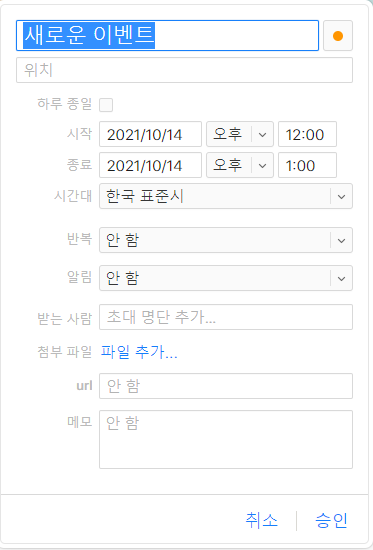 새로운 이벤트
위치
하루 종일
시작 2021/10/14 오후 12:00
종료 2021/10/14 오후 1:00
시간대 한국 표준시
반복 안 함
알림 안 함
받는 사람 초대 명단 추가...
첨부 파일 파일 추가...
url 안 함
메모 안 함
취소 승인